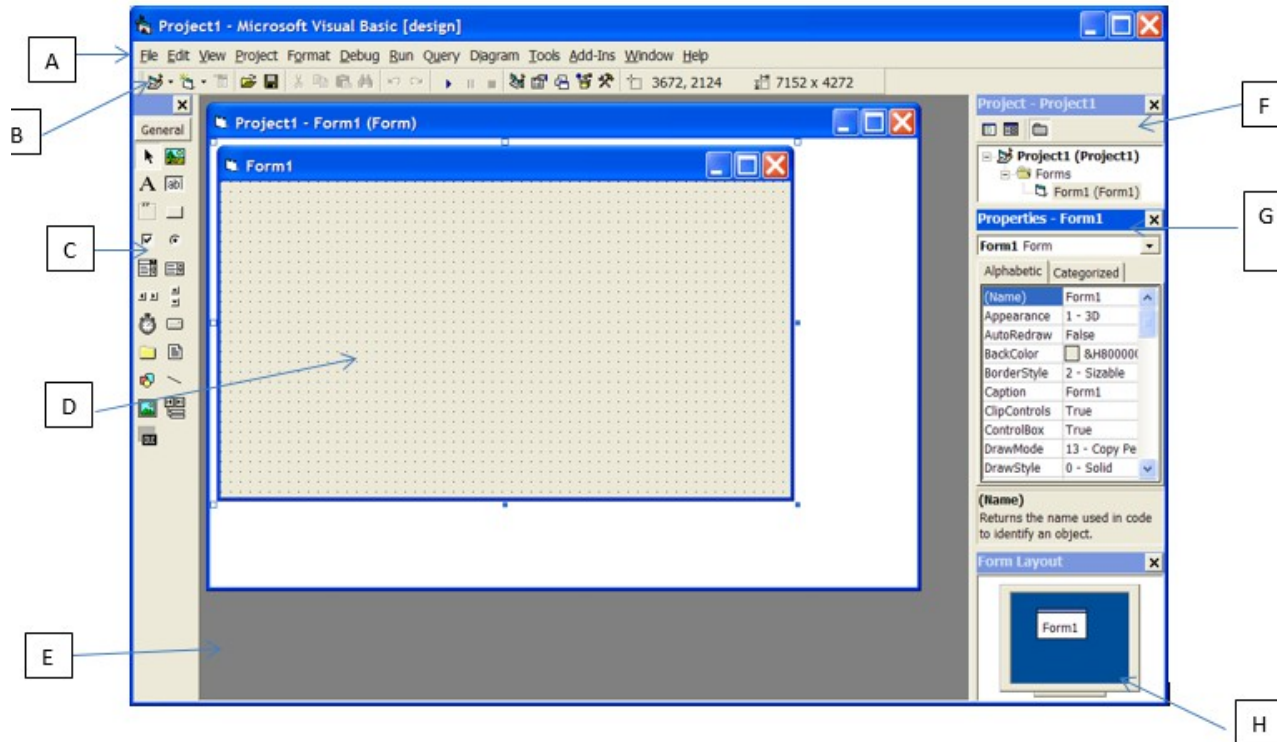 Project1 - Microsoft Visual Basic [design]
A
File Edit View Project Format Debug Run Query Diagram Tools Add-Ins Window Help
3672, 2124 7152 x 4272
B
General
Project1 - Form1 (Form)
Form1
A
ab
C
D
E
Project - Project1
F
Project1 (Project1)
Forms
Form1 (Form1)
G
Properties - Form1
Form1 Form
Alphabetic Categorized
(Name) Form1
Appearance 1 - 3D
AutoRedraw False
BackColor &H800000
BorderStyle 2 - Sizable
Caption Form1
ClipControls True
ControlBox True
DrawMode 13 - Copy Pe
DrawStyle 0 - Solid
(Name)
Returns the name used in code
to identify an object.
Form Layout
Form1
H